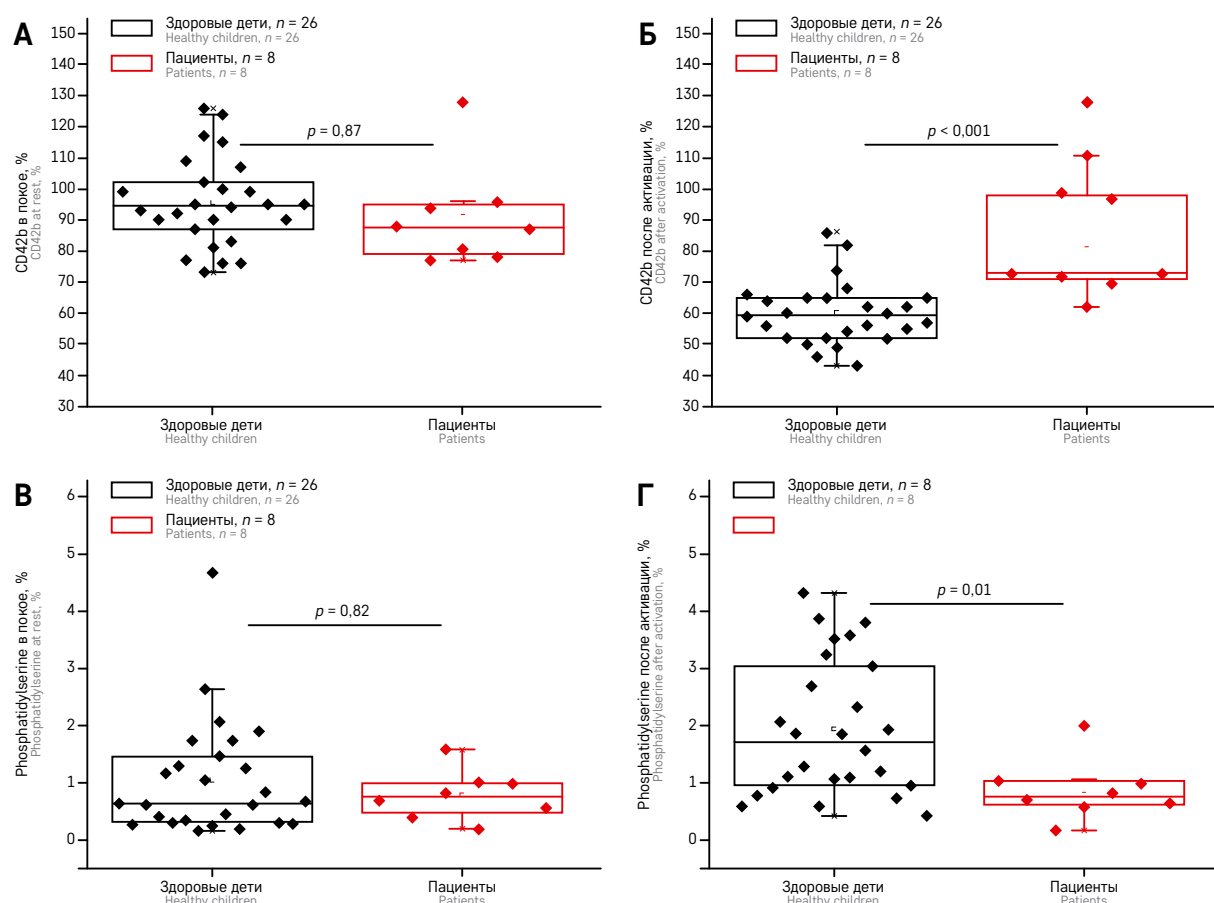 А
Здоровые дети, n = 26
Healthy children, n = 26
Пациенты, n = 8
Patients, n = 8
150
140
130
120
110
100
90
80
70
60
50
40
30
CD42b в покое, %
CD42b at rest, %
p = 0,87
Здоровые дети
Healthy children
Пациенты
Patients
Б
Здоровые дети, n = 26
Healthy children, n = 26
Пациенты, n = 8
Patients, n = 8
150
140
130
120
110
100
90
80
70
60
50
40
30
CD42b после активации, %
CD42b after activation, %
p < 0,001
Здоровые дети
Healthy children
Пациенты
Patients
В
Здоровые дети, n = 26
Healthy children, n = 26
Пациенты, n = 8
Patients, n = 8
6
5
4
3
2
1
0
Phosphatidylserine в покое, %
Phosphatidylserine at rest, %
p = 0,82
Здоровые дети
Healthy children
Пациенты
Patients
Г
Здоровые дети, n = 8
Healthy children, n = 8
6
5
4
3
2
1
0
Phosphatidylserine после активации, %
Phosphatidylserine after activation, %
p = 0,01
Здоровые дети
Healthy children
Пациенты
Patients